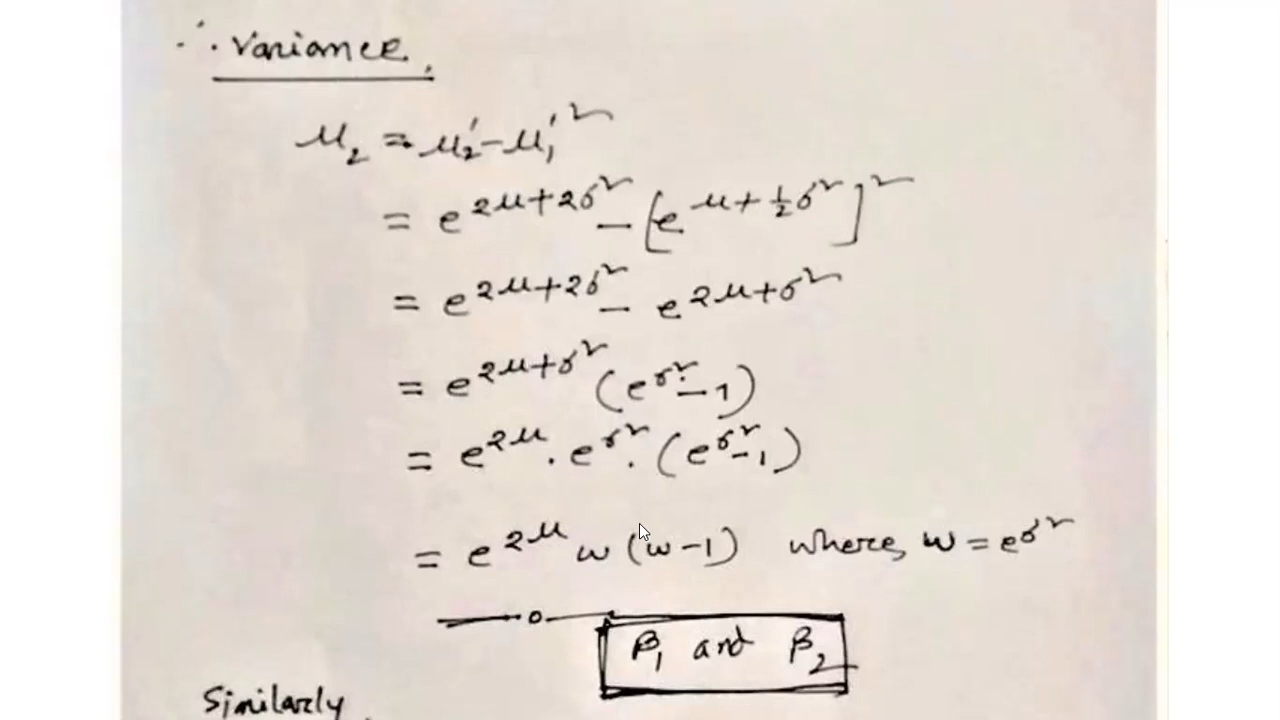 ∴ Variance.
μ₂ = μ₂′ − μ₁′²
= e^{2μ+2σ²} − [e^{μ+½σ²}]²
= e^{2μ+2σ²} − e^{2μ+σ²}
= e^{2μ+σ²} (e^{σ²} − 1)
= e^{2μ} . e^{σ²} . (e^{σ²} − 1)
= e^{2μ} w (w − 1) where, w = e^{σ²}
β₁ and β₂
Similarly